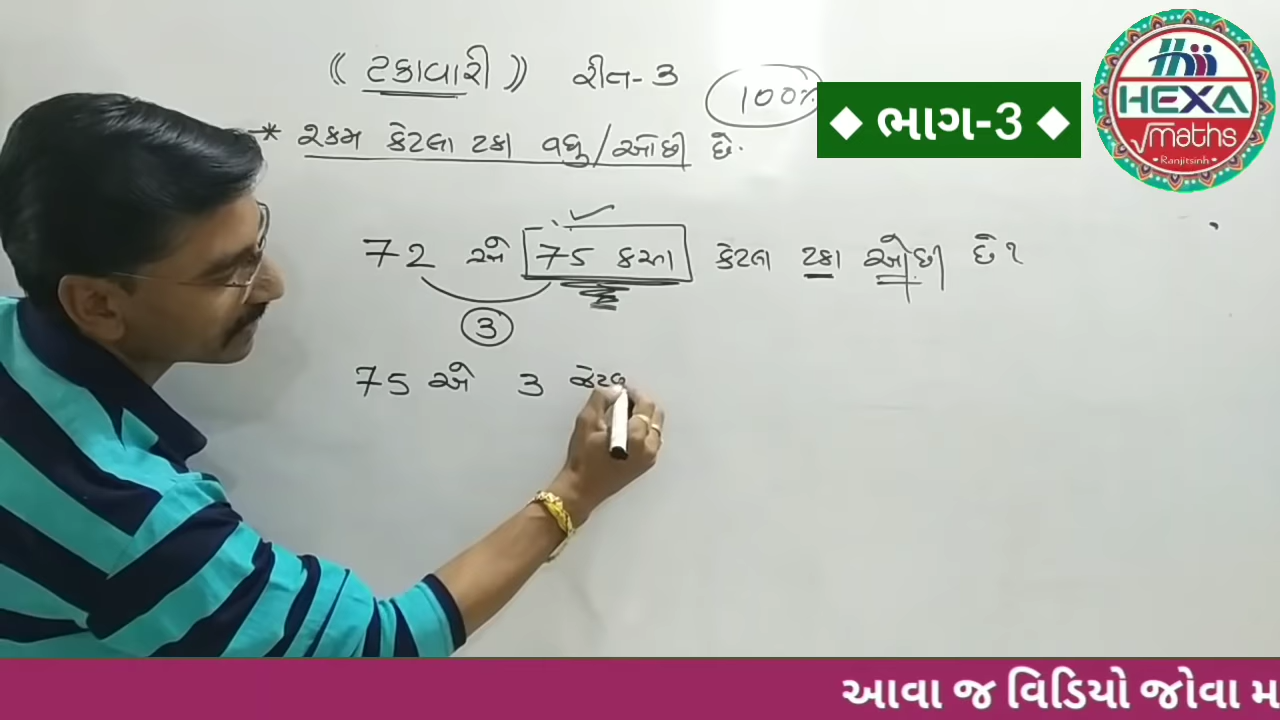 (( ટકાવારી )) રીત-3
100%
◆ ભાગ-3 ◆
HEXA
maths
Ranjitsinh
* રકમ કેટલા ટકા વધુ/ઓછી છે.
72 એ 75 કરતા કેટલા ટકા ઓછી છે?
3
75 એ 3 કેટલ
આવા જ વિડિયો જોવા મ